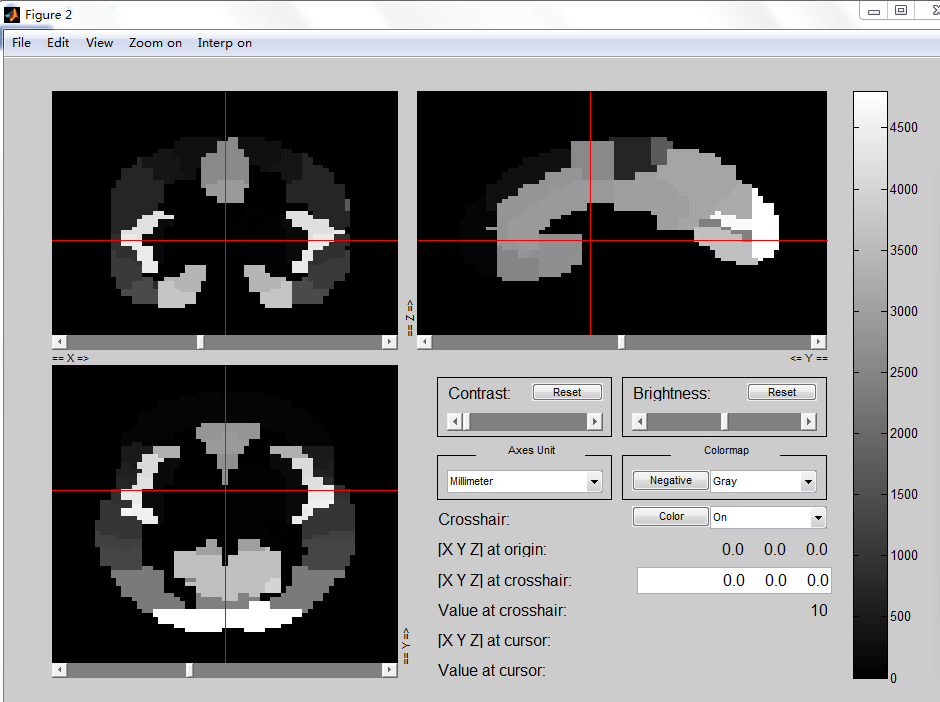 Figure 2
File Edit View Zoom on Interp on
4500
4000
3500
3000
2500
2000
1500
1000
500
0
== Z =>
== X =>
<= Y ==
== Y =>
Contrast: Reset
Brightness: Reset
Axes Unit
Millimeter
Colormap
Negative Gray
Crosshair: Color On
[X Y Z] at origin: 0.0 0.0 0.0
[X Y Z] at crosshair: 0.0 0.0 0.0
Value at crosshair: 10
[X Y Z] at cursor:
Value at cursor: